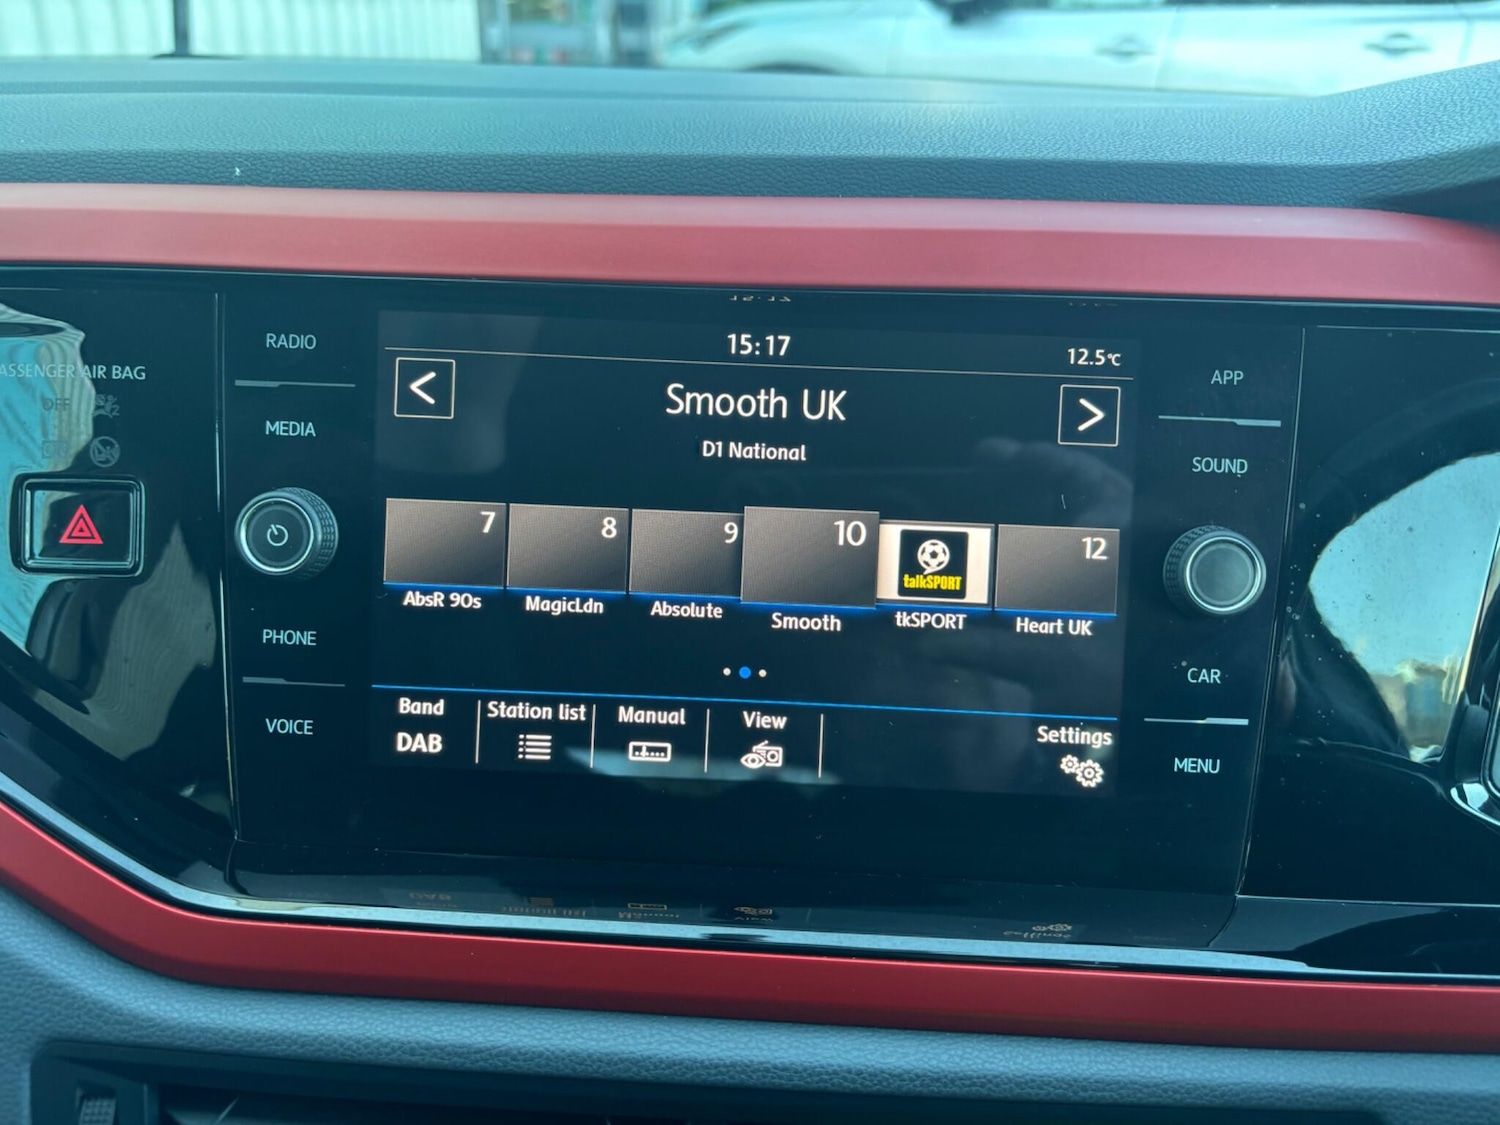 15:17
12.5℃
<
Smooth UK
>
D1 National
7
8
9
10
12
talkSPORT
AbsR 90s
MagicLdn
Absolute
Smooth
tkSPORT
Heart UK
Band
DAB
Station list
Manual
View
Settings
RADIO
MEDIA
PHONE
VOICE
APP
SOUND
CAR
MENU
AIR BAG
OFF